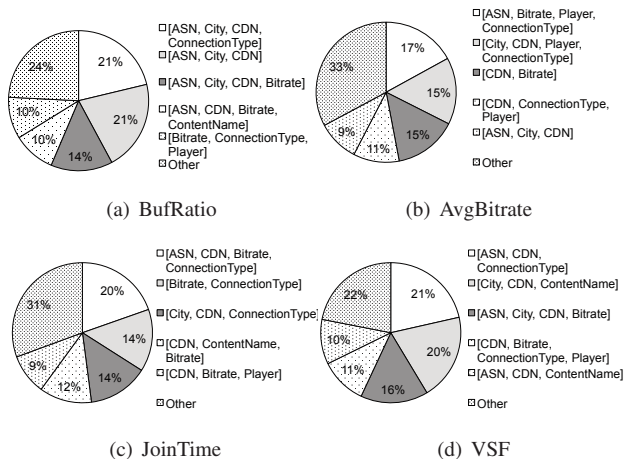 21%
21%
14%
10%
10%
24%
[ASN, City, CDN,
ConnectionType]
[ASN, City, CDN]
[ASN, City, CDN, Bitrate]
[ASN, CDN, Bitrate,
ContentName]
[Bitrate, ConnectionType,
Player]
Other
(a) BufRatio
17%
15%
15%
11%
9%
33%
[ASN, Bitrate, Player,
ConnectionType]
[City, CDN, Player,
ConnectionType]
[CDN, Bitrate]
[CDN, ConnectionType,
Player]
[ASN, City, CDN]
Other
(b) AvgBitrate
20%
14%
14%
12%
9%
31%
[ASN, CDN, Bitrate,
ConnectionType]
[Bitrate, ConnectionType]
[City, CDN, ConnectionType]
[CDN, ContentName,
Bitrate]
[CDN, Bitrate, Player]
Other
(c) JoinTime
21%
20%
16%
11%
10%
22%
[ASN, CDN,
ConnectionType]
[City, CDN, ContentName]
[ASN, City, CDN, Bitrate]
[CDN, Bitrate,
ConnectionType, Player]
[ASN, CDN, ContentName]
Other
(d) VSF